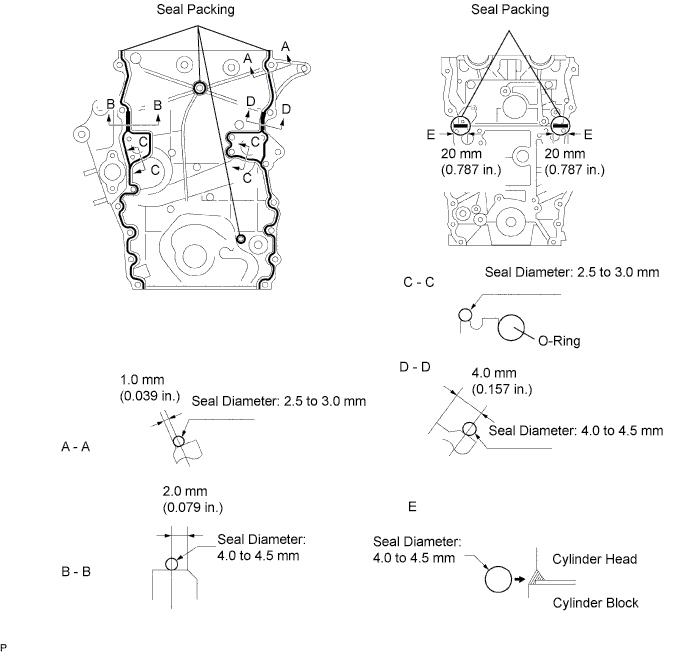 Seal Packing
Seal Packing
A
A
B
B
D
D
C
C
C
C
E
E
20 mm
(0.787 in.)
20 mm
(0.787 in.)
C - C
Seal Diameter: 2.5 to 3.0 mm
O-Ring
D - D
4.0 mm
(0.157 in.)
Seal Diameter: 4.0 to 4.5 mm
1.0 mm
(0.039 in.)
Seal Diameter: 2.5 to 3.0 mm
A - A
2.0 mm
(0.079 in.)
Seal Diameter:
4.0 to 4.5 mm
B - B
E
Seal Diameter:
4.0 to 4.5 mm
Cylinder Head
Cylinder Block
P